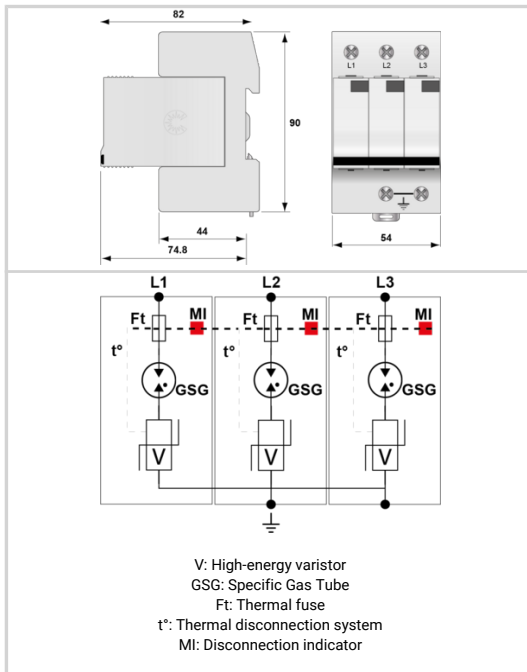 82
L1 L2 L3
90
44
74.8
54
L1 L2 L3
Ft MI Ft MI Ft MI
t° t° t°
GSG GSG GSG
V V V
V: High-energy varistor
GSG: Specific Gas Tube
Ft: Thermal fuse
t°: Thermal disconnection system
MI: Disconnection indicator